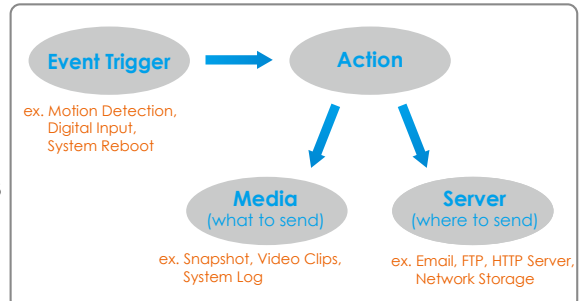 Event Trigger
Action
ex. Motion Detection,
Digital Input,
System Reboot
Media
(what to send)
Server
(where to send)
ex. Snapshot, Video Clips,
System Log
ex. Email, FTP, HTTP Server,
Network Storage